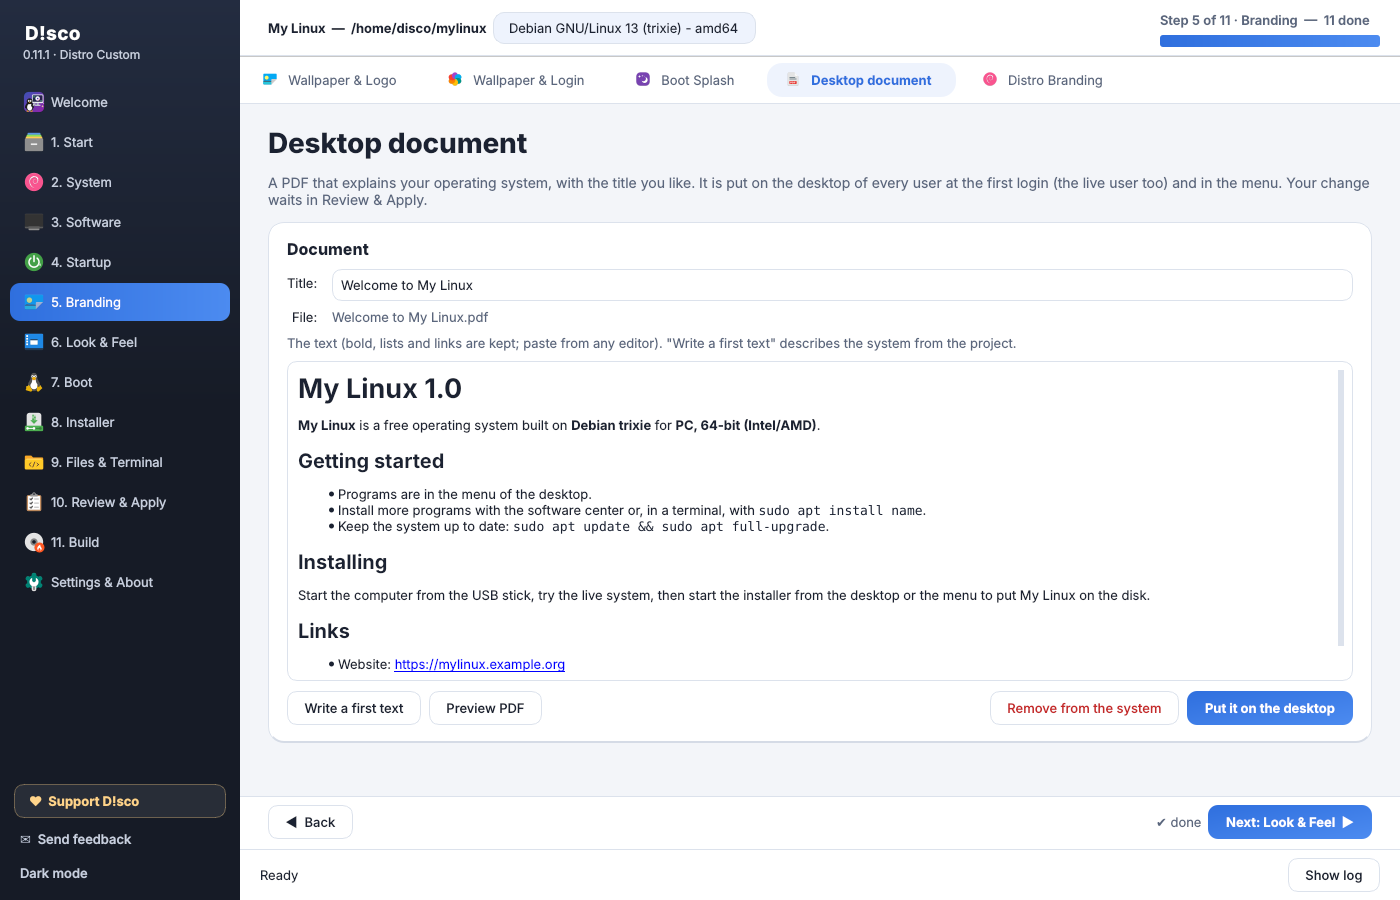 D!sco
0.11.1 · Distro Custom
Welcome
1. Start
2. System
3. Software
4. Startup
5. Branding
6. Look & Feel
7. Boot
8. Installer
9. Files & Terminal
10. Review & Apply
11. Build
Settings & About
Support D!sco
Send feedback
Dark mode
My Linux — /home/disco/mylinux
Debian GNU/Linux 13 (trixie) - amd64
Step 5 of 11 · Branding — 11 done
Wallpaper & Logo
Wallpaper & Login
Boot Splash
Desktop document
Distro Branding
Desktop document
A PDF that explains your operating system, with the title you like. It is put on the desktop of every user at the first login (the live user too) and in the menu. Your change
waits in Review & Apply.
Document
Title: Welcome to My Linux
File: Welcome to My Linux.pdf
The text (bold, lists and links are kept; paste from any editor). "Write a first text" describes the system from the project.
My Linux 1.0
My Linux is a free operating system built on Debian trixie for PC, 64-bit (Intel/AMD).
Getting started
• Programs are in the menu of the desktop.
• Install more programs with the software center or, in a terminal, with sudo apt install name.
• Keep the system up to date: sudo apt update && sudo apt full-upgrade.
Installing
Start the computer from the USB stick, try the live system, then start the installer from the desktop or the menu to put My Linux on the disk.
Links
• Website: https://mylinux.example.org
Write a first text
Preview PDF
Remove from the system
Put it on the desktop
◀ Back
✔ done
Next: Look & Feel ▶
Ready
Show log